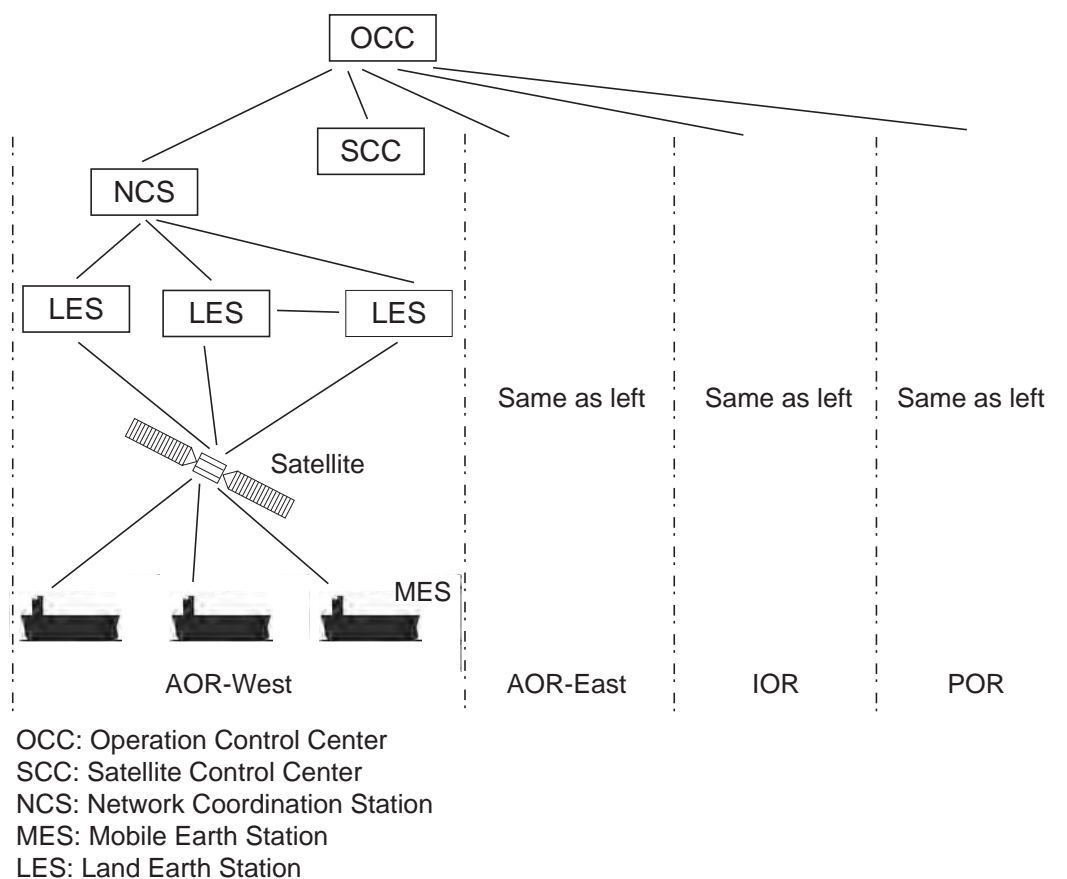 OCC
SCC
NCS
LES
LES
LES
Same as left
Same as left
Same as left
Satellite
MES
AOR-West
AOR-East
IOR
POR
OCC: Operation Control Center
SCC: Satellite Control Center
NCS: Network Coordination Station
MES: Mobile Earth Station
LES: Land Earth Station